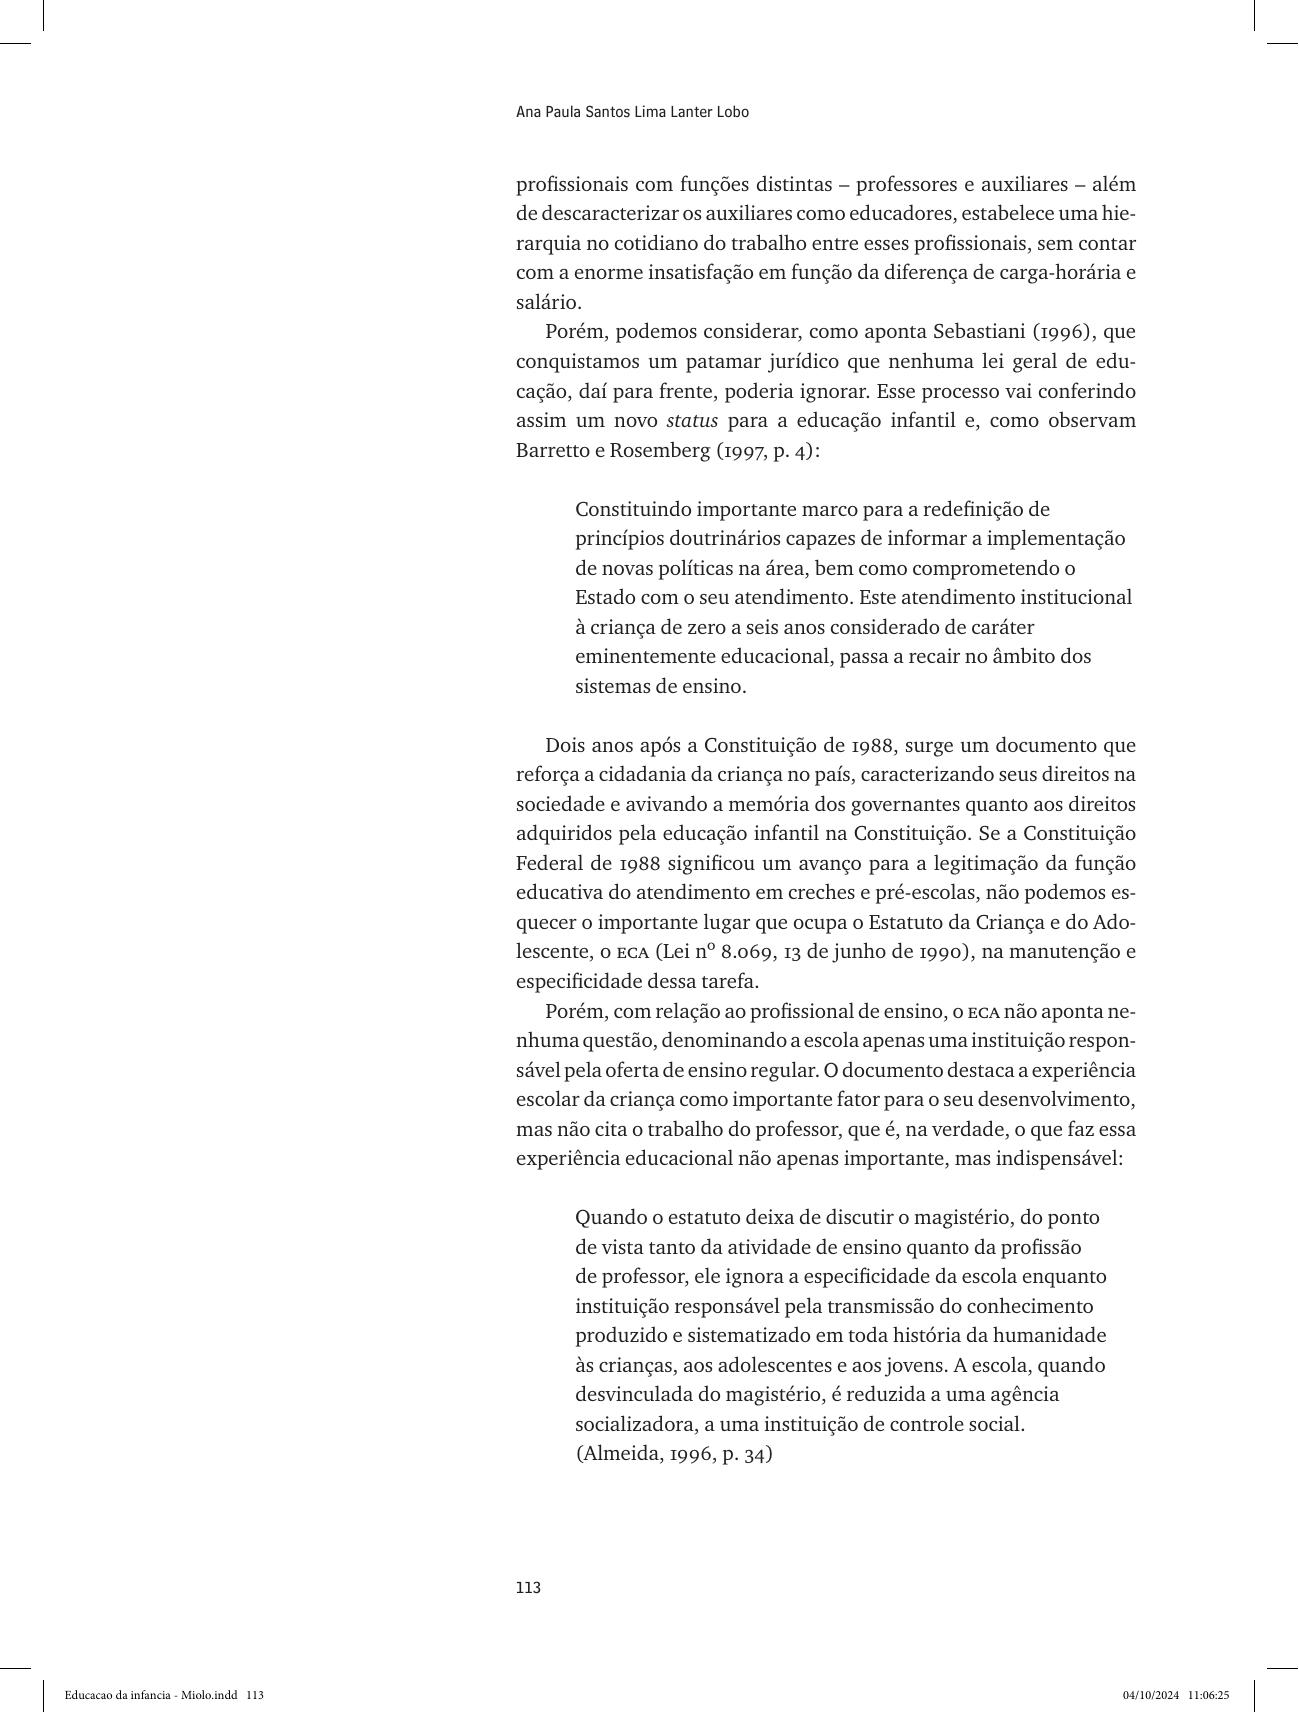 Ana Paula Santos Lima Lanter Lobo
profissionais com funções distintas – professores e auxiliares – além
de descaracterizar os auxiliares como educadores, estabelece uma hie-
rarquia no cotidiano do trabalho entre esses profissionais, sem contar
com a enorme insatisfação em função da diferença de carga-horária e
salário.
Porém, podemos considerar, como aponta Sebastiani (1996), que
conquistamos um patamar jurídico que nenhuma lei geral de edu-
cação, daí para frente, poderia ignorar. Esse processo vai conferindo
assim um novo status para a educação infantil e, como observam
Barretto e Rosemberg (1997, p. 4):
Constituindo importante marco para a redefinição de
princípios doutrinários capazes de informar a implementação
de novas políticas na área, bem como comprometendo o
Estado com o seu atendimento. Este atendimento institucional
à criança de zero a seis anos considerado de caráter
eminentemente educacional, passa a recair no âmbito dos
sistemas de ensino.
Dois anos após a Constituição de 1988, surge um documento que
reforça a cidadania da criança no país, caracterizando seus direitos na
sociedade e avivando a memória dos governantes quanto aos direitos
adquiridos pela educação infantil na Constituição. Se a Constituição
Federal de 1988 significou um avanço para a legitimação da função
educativa do atendimento em creches e pré-escolas, não podemos es-
quecer o importante lugar que ocupa o Estatuto da Criança e do Ado-
lescente, o ECA (Lei nº 8.069, 13 de junho de 1990), na manutenção e
especificidade dessa tarefa.
Porém, com relação ao profissional de ensino, o ECA não aponta ne-
nhuma questão, denominando a escola apenas uma instituição respon-
sável pela oferta de ensino regular. O documento destaca a experiência
escolar da criança como importante fator para o seu desenvolvimento,
mas não cita o trabalho do professor, que é, na verdade, o que faz essa
experiência educacional não apenas importante, mas indispensável:
Quando o estatuto deixa de discutir o magistério, do ponto
de vista tanto da atividade de ensino quanto da profissão
de professor, ele ignora a especificidade da escola enquanto
instituição responsável pela transmissão do conhecimento
produzido e sistematizado em toda história da humanidade
às crianças, aos adolescentes e aos jovens. A escola, quando
desvinculada do magistério, é reduzida a uma agência
socializadora, a uma instituição de controle social.
(Almeida, 1996, p. 34)
113
Educacao da infancia - Miolo.indd 113
04/10/2024 11:06:25